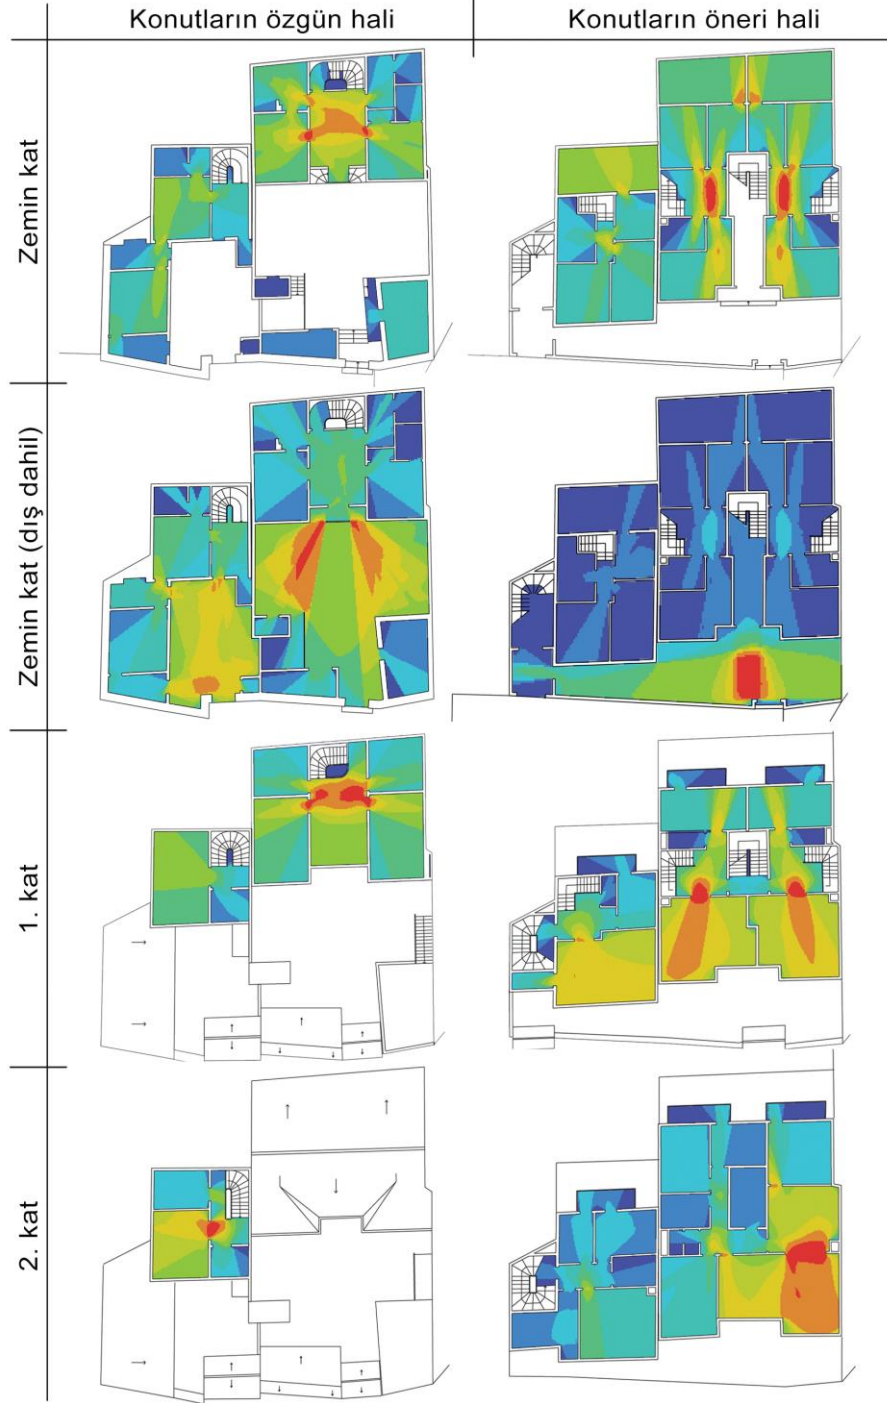 Konutların özgün hali
Konutların öneri hali
Zemin kat
Zemin kat (dış dahil)
1. kat
2. kat